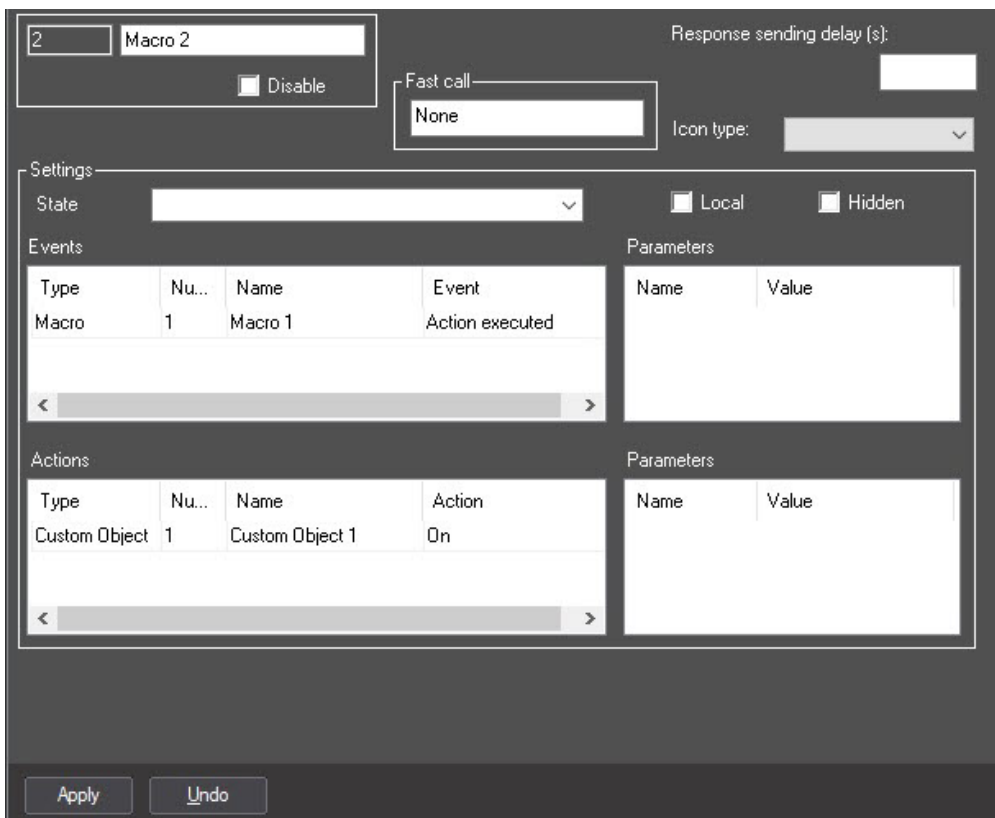 2 Macro 2
Response sending delay (s):
Disable
Fast call
None
Icon type:
Settings
State
Local Hidden
Events Parameters
Type Nu... Name Event Name Value
Macro 1 Macro 1 Action executed
Actions Parameters
Type Nu... Name Action Name Value
Custom Object 1 Custom Object 1 On
Apply Undo